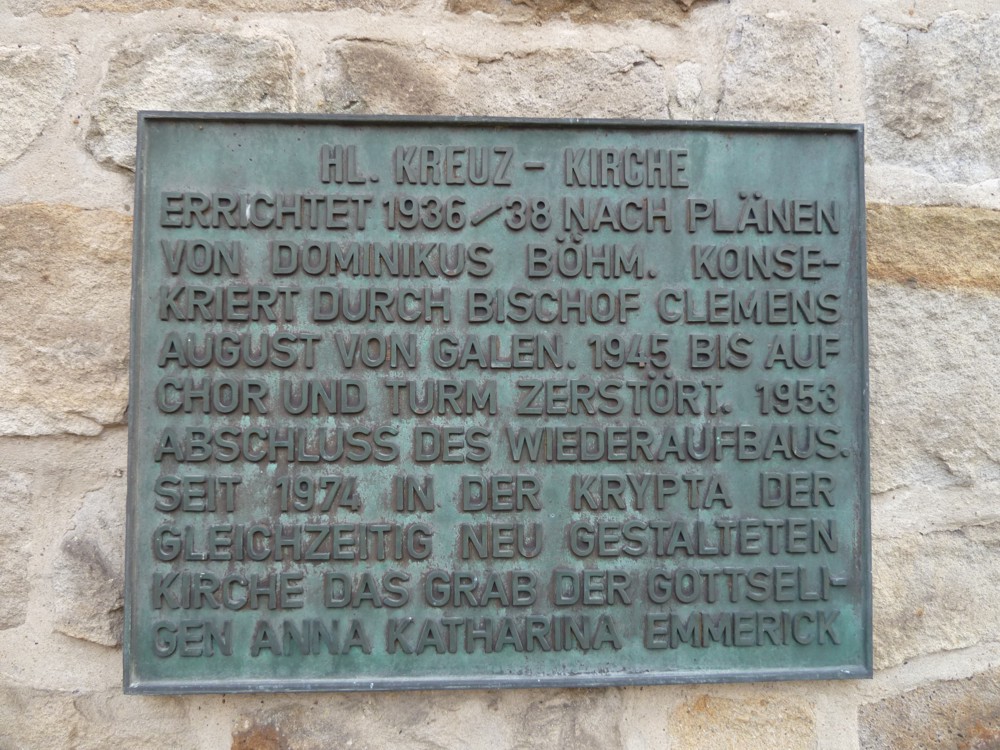 HL. KREUZ - KIRCHE
ERRICHTET 1936/38 NACH PLÄNEN
VON DOMINIKUS BÖHM. KONSE-
KRIERT DURCH BISCHOF CLEMENS
AUGUST VON GALEN. 1945 BIS AUF
CHOR UND TURM ZERSTÖRT. 1953
ABSCHLUSS DES WIEDERAUFBAUS.
SEIT 1974 IN DER KRYPTA DER
GLEICHZEITIG NEU GESTALTETEN
KIRCHE DAS GRAB DER GOTTSELI-
GEN ANNA KATHARINA EMMERICK